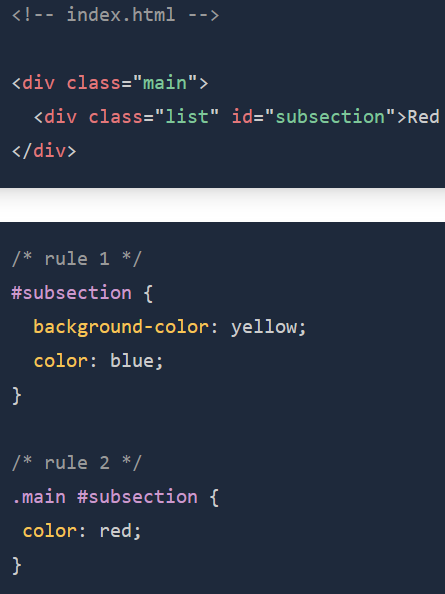 <!-- index.html -->
<div class="main">
  <div class="list" id="subsection">Red
</div>
/* rule 1 */
#subsection {
  background-color: yellow;
  color: blue;
}
/* rule 2 */
.main #subsection {
 color: red;
}